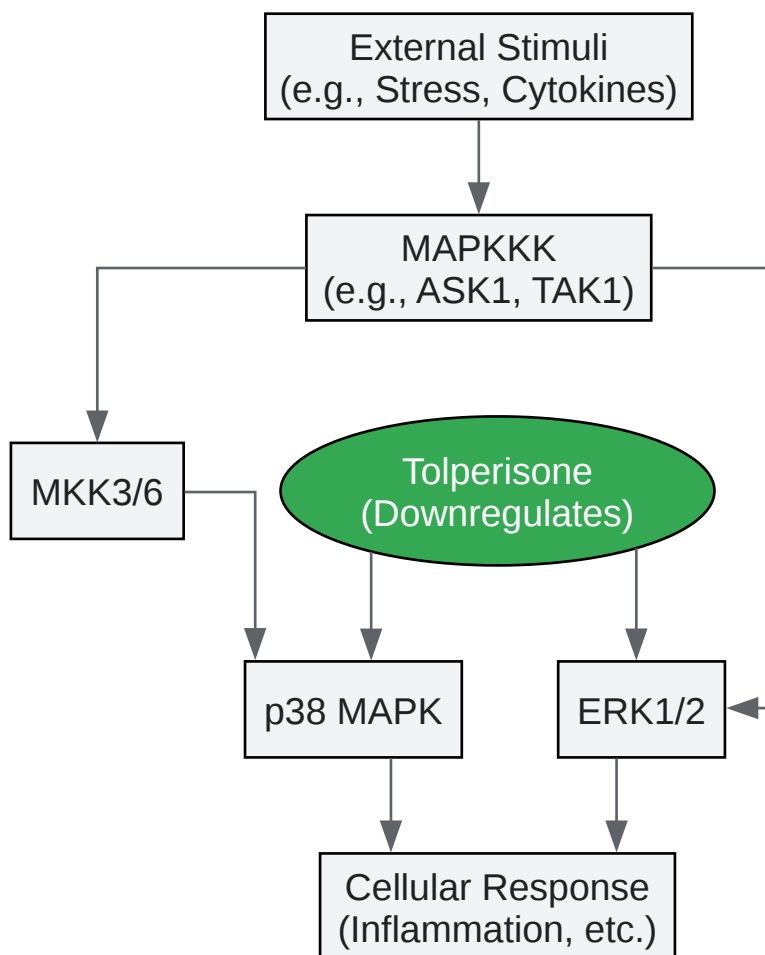 External Stimuli
(e.g., Stress, Cytokines)
MAPKKK
(e.g., ASK1, TAK1)
MKK3/6
Tolperisone
(Downregulates)
p38 MAPK
ERK1/2
Cellular Response
(Inflammation, etc.)